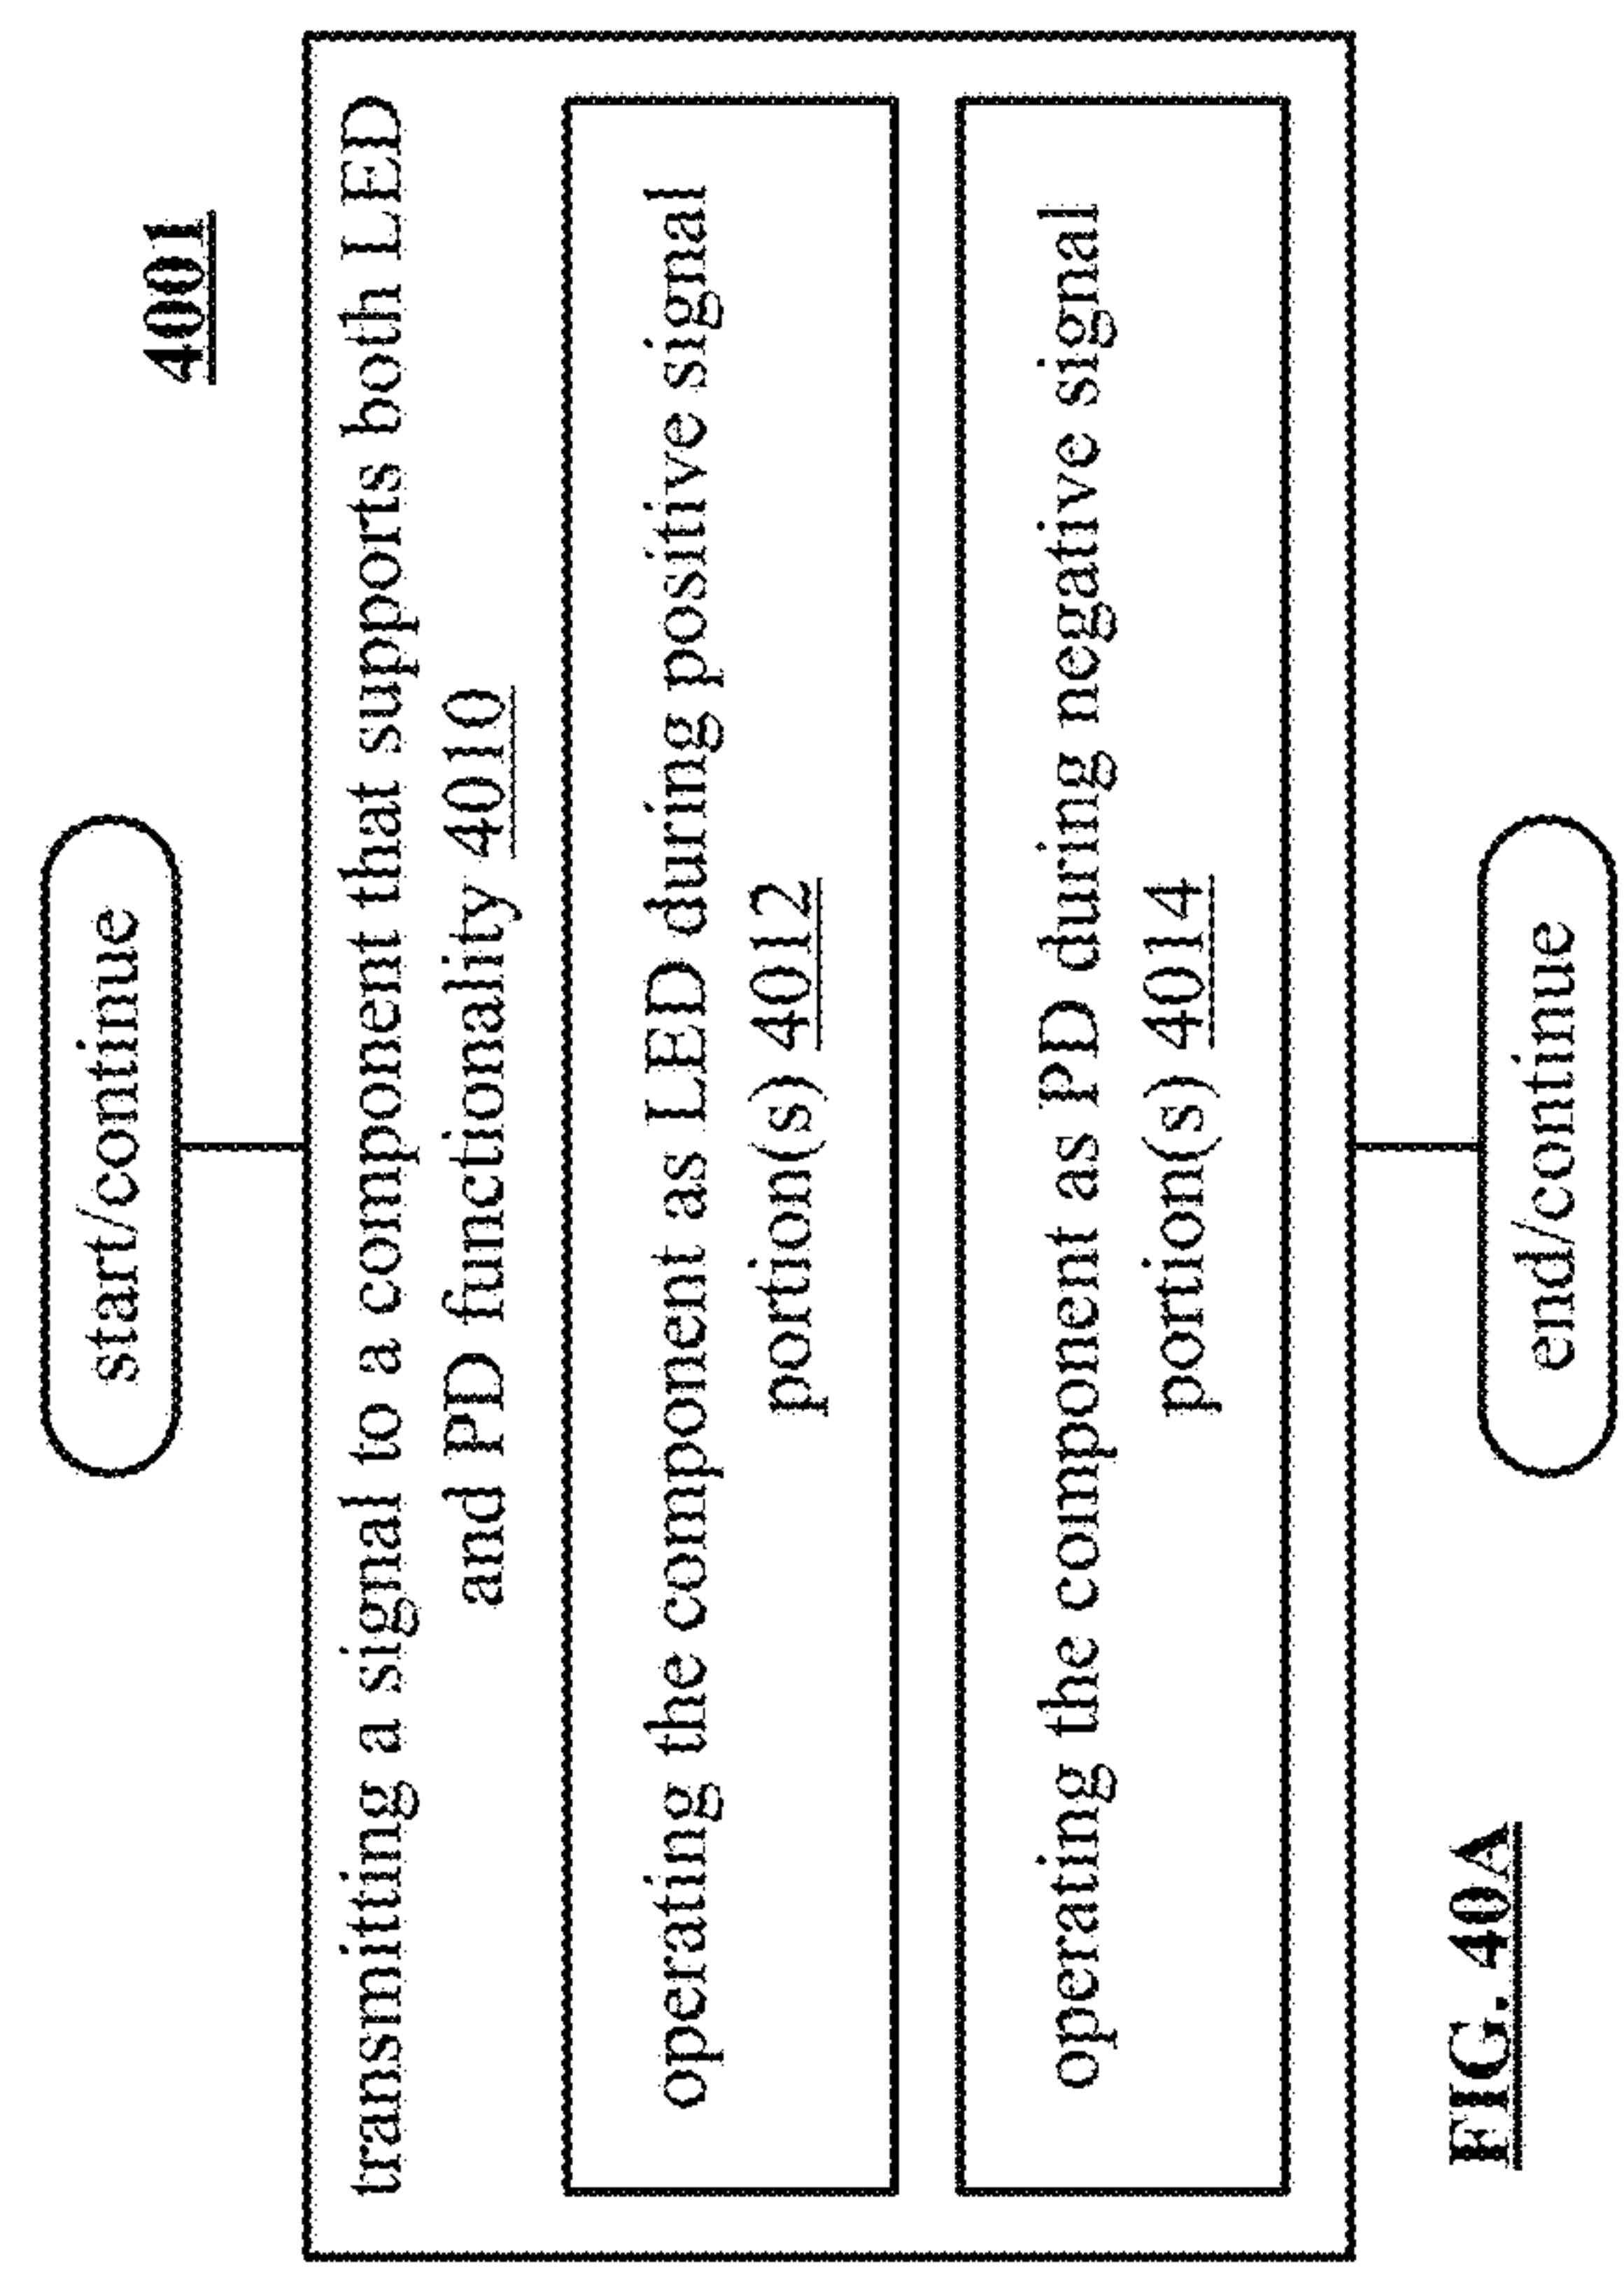 4001
start/continue
transmitting a signal to a component that supports both LED
and PD functionality 4010
operating the component as LED during positive signal
portion(s) 4012
operating the component as PD during negative signal
portion(s) 4014
end/continue
FIG. 40A